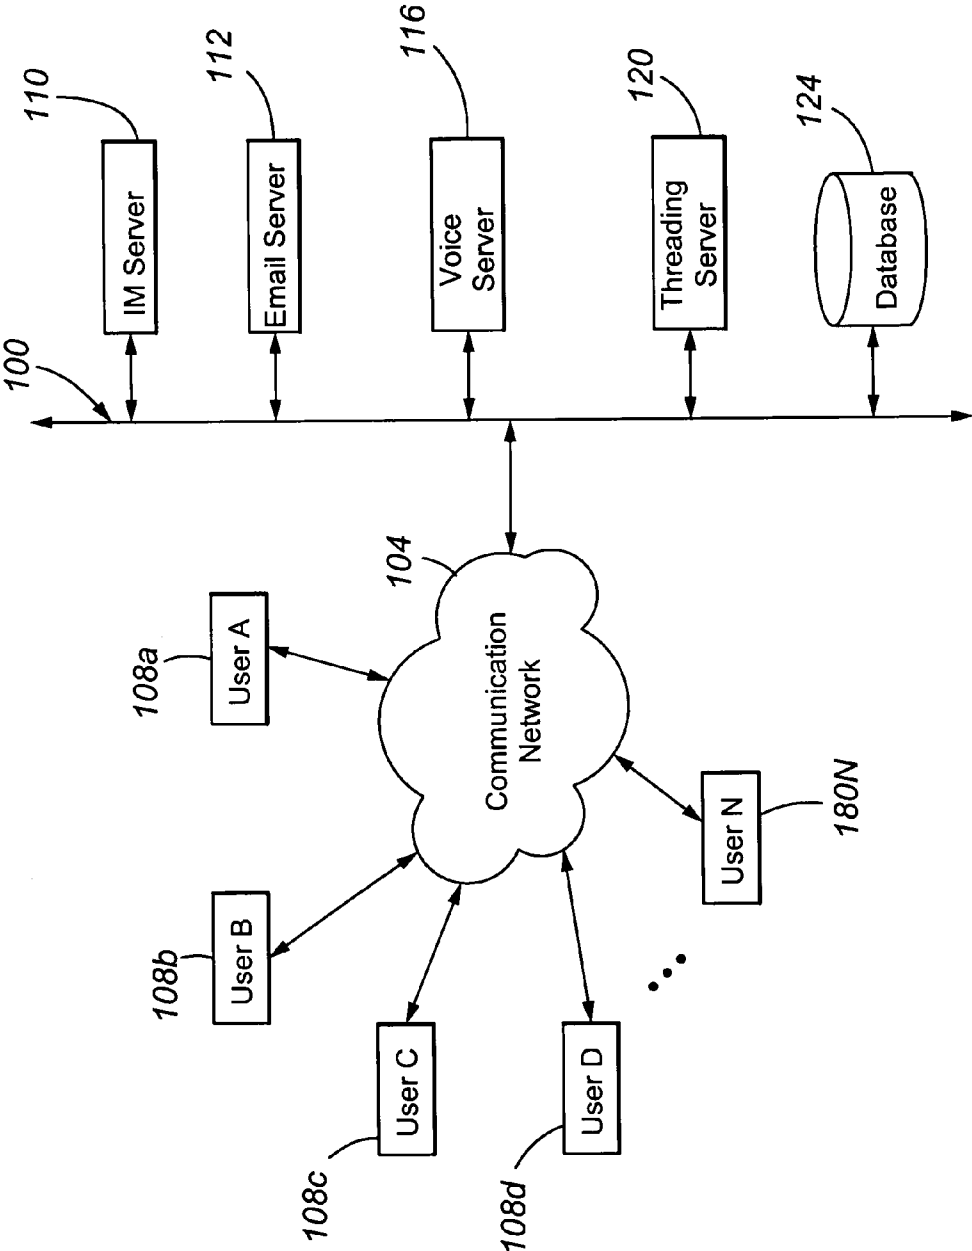 108b
User B
108a
User A
108c
User C
108d
User D
180N
User N
104
Communication
Network
100
110
IM Server
112
Email Server
116
Voice
Server
120
Threading
Server
124
Database